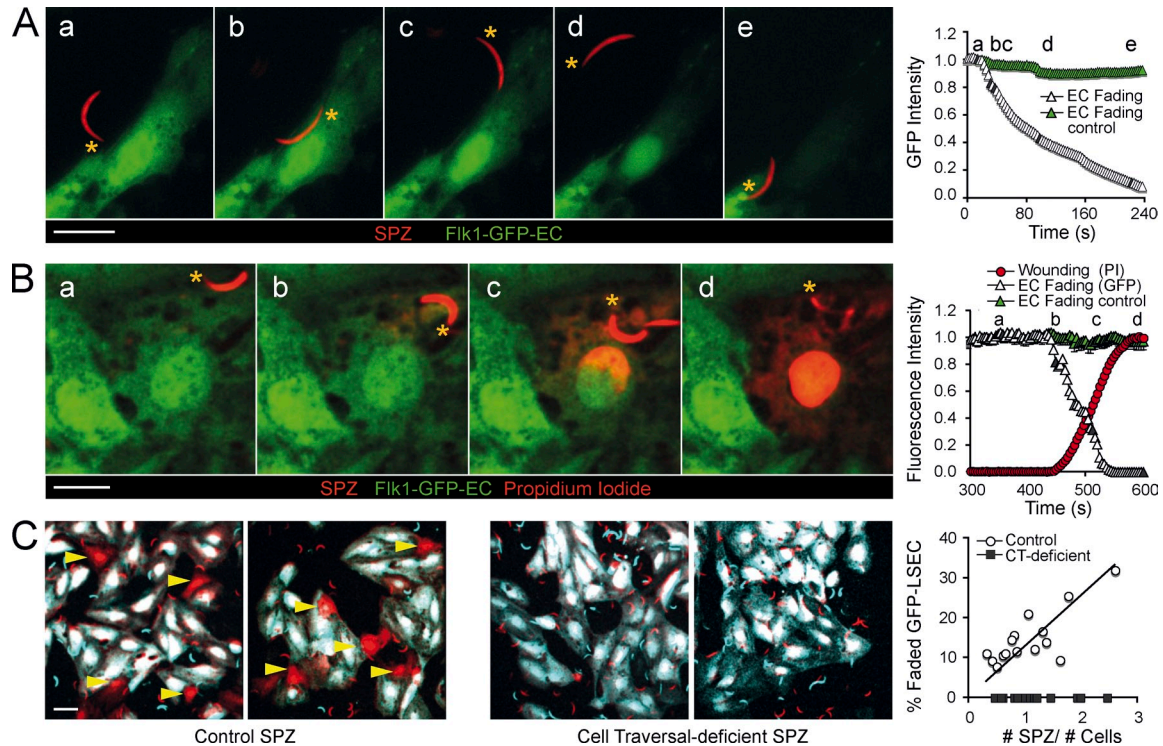 A
a
b
c
d
e
SPZ Flk1-GFP-EC
GFP Intensity
1.2
1.0
0.8
0.6
0.4
0.2
0.0
a bc d e
EC Fading
EC Fading control
0 80 160 240
Time (s)
B
a
b
c
d
SPZ Flk1-GFP-EC Propidium Iodide
Wounding (PI)
EC Fading (GFP)
EC Fading control
Fluorescence Intensity
1.2
1.0
0.8
0.6
0.4
0.2
0.0
a b c d
300 400 500 600
Time (s)
C
Control SPZ
Cell Traversal-deficient SPZ
% Faded GFP-LSEC
40
30
20
10
0
Control
CT-deficient
0 1 2 3
# SPZ/ # Cells